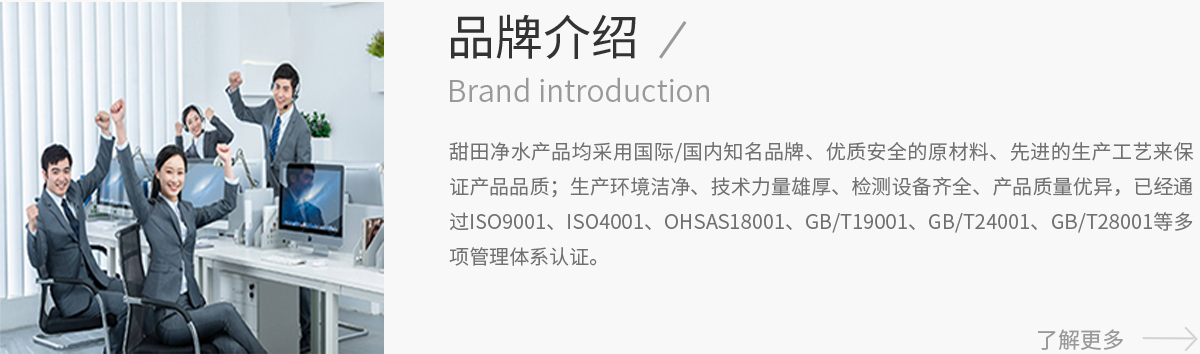 品牌介绍
Brand introduction
甜田净水产品均采用国际/国内知名品牌、优质安全的原材料、先进的生产工艺来保
证产品品质；生产环境洁净、技术力量雄厚、检测设备齐全、产品质量优异，已经通
过ISO9001、ISO4001、OHSAS18001、GB/T19001、GB/T24001、GB/T28001等多
项管理体系认证。
了解更多